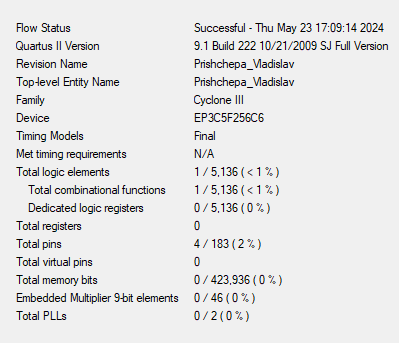 Flow Status Successful - Thu May 23 17:09:14 2024
Quartus II Version 9.1 Build 222 10/21/2009 SJ Full Version
Revision Name Prishchepa_Vladislav
Top-level Entity Name Prishchepa_Vladislav
Family Cyclone III
Device EP3C5F256C6
Timing Models Final
Met timing requirements N/A
Total logic elements 1 / 5,136 ( < 1 % )
Total combinational functions 1 / 5,136 ( < 1 % )
Dedicated logic registers 0 / 5,136 ( 0 % )
Total registers 0
Total pins 4 / 183 ( 2 % )
Total virtual pins 0
Total memory bits 0 / 423,936 ( 0 % )
Embedded Multiplier 9-bit elements 0 / 46 ( 0 % )
Total PLLs 0 / 2 ( 0 % )